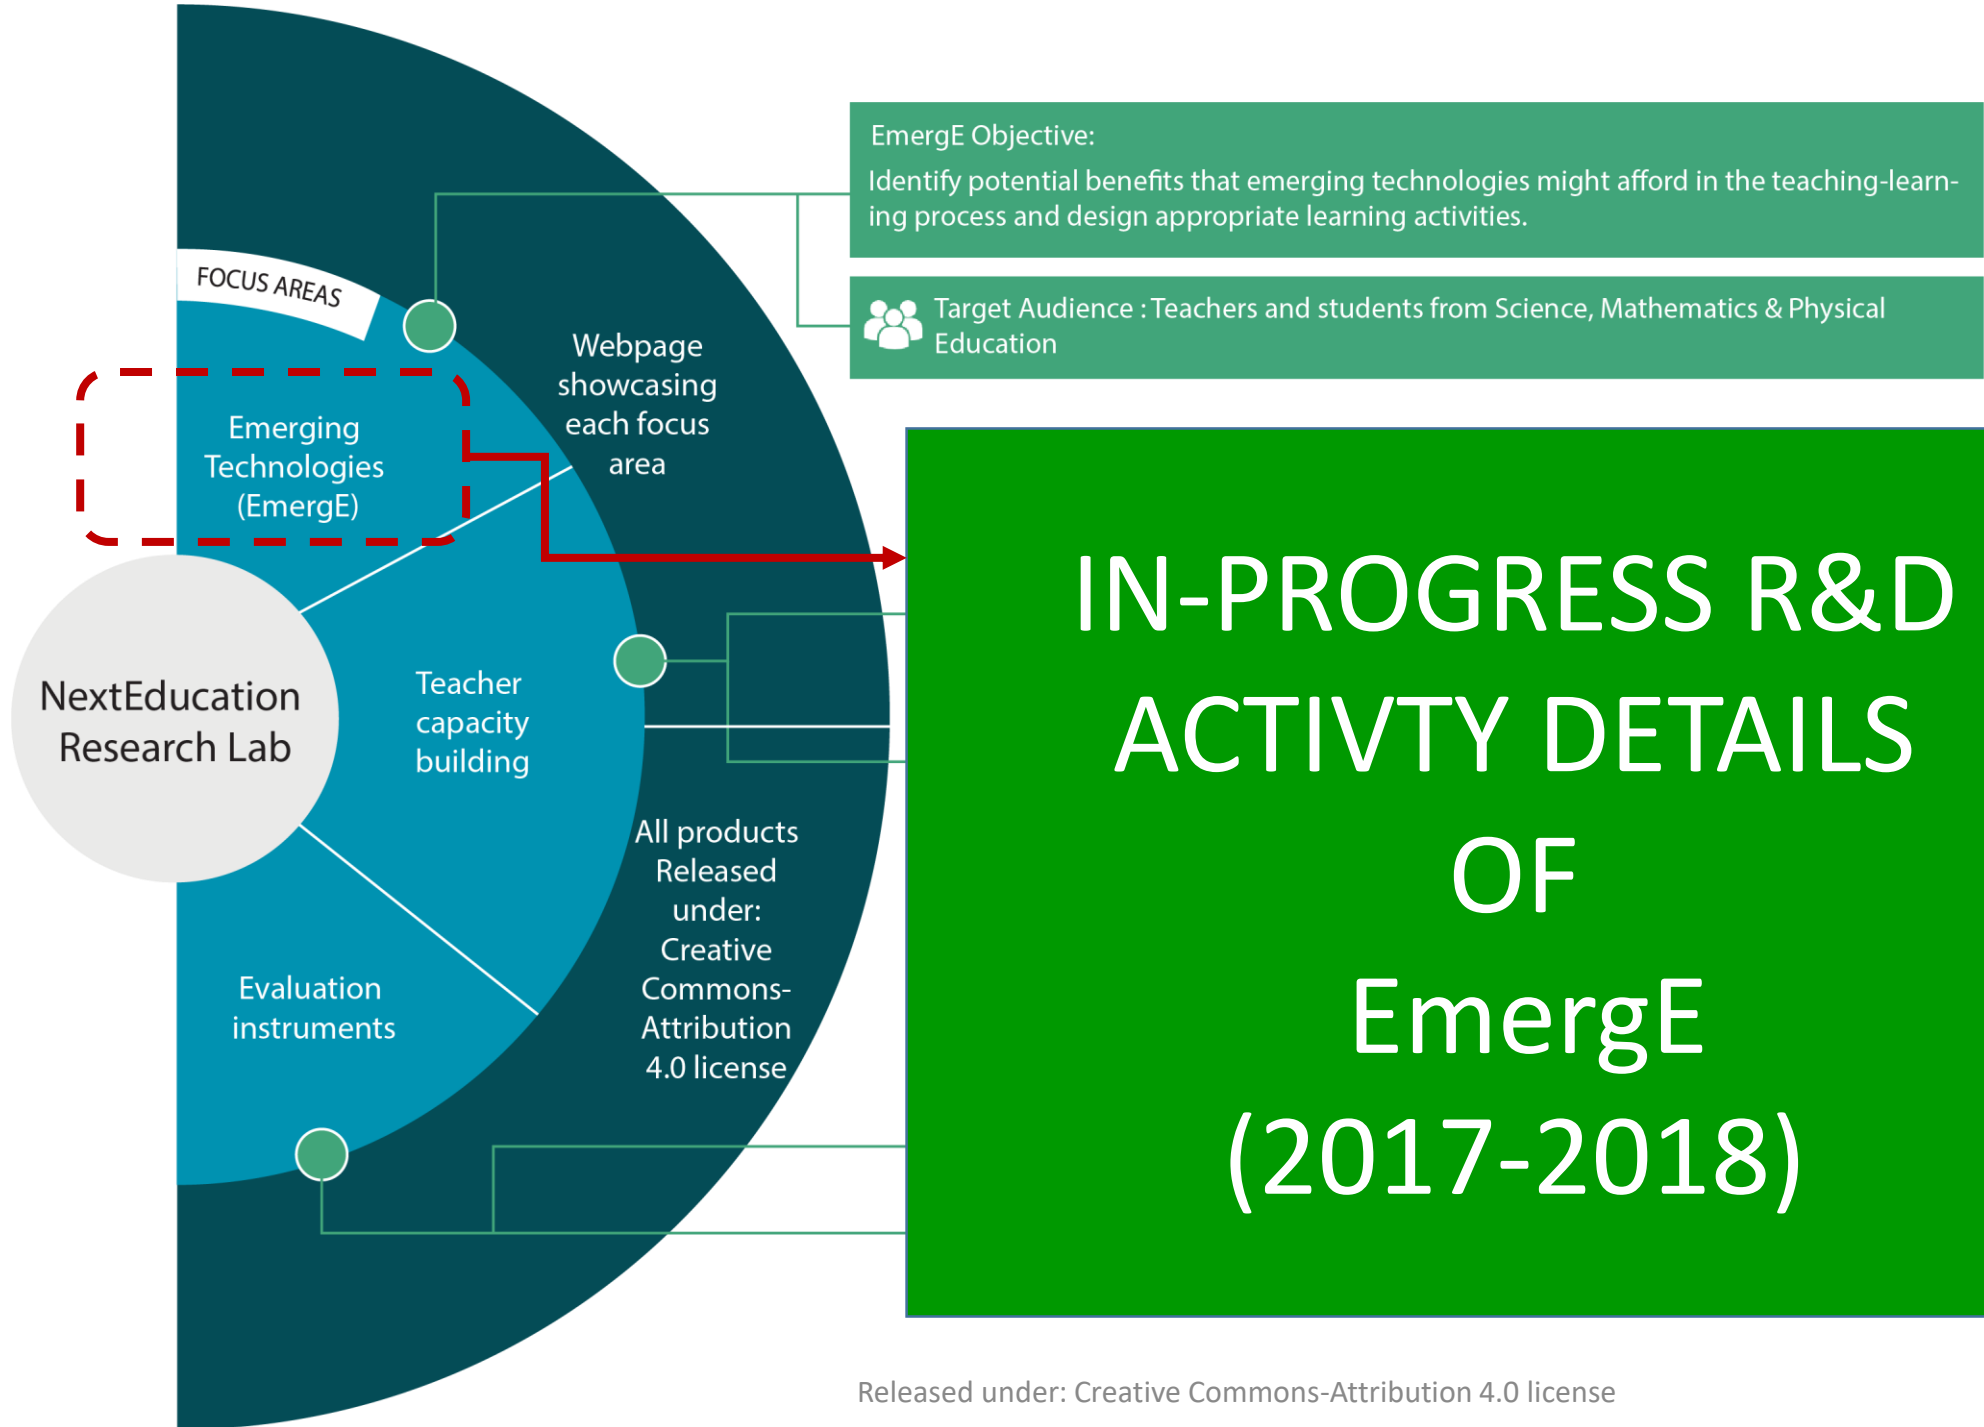 EmergE Objective:
Identify potential benefits that emerging technologies might afford in the teaching-learn-
ing process and design appropriate learning activities.
Target Audience : Teachers and students from Science, Mathematics & Physical
Education
FOCUS AREAS
Emerging
Technologies
(EmergE)
Webpage
showcasing
each focus
area
NextEducation
Research Lab
Teacher
capacity
building
Evaluation
instruments
All products
Released
under:
Creative
Commons-
Attribution
4.0 license
IN-PROGRESS R&D
ACTIVTY DETAILS
OF
EmergE
(2017-2018)
Released under: Creative Commons-Attribution 4.0 license